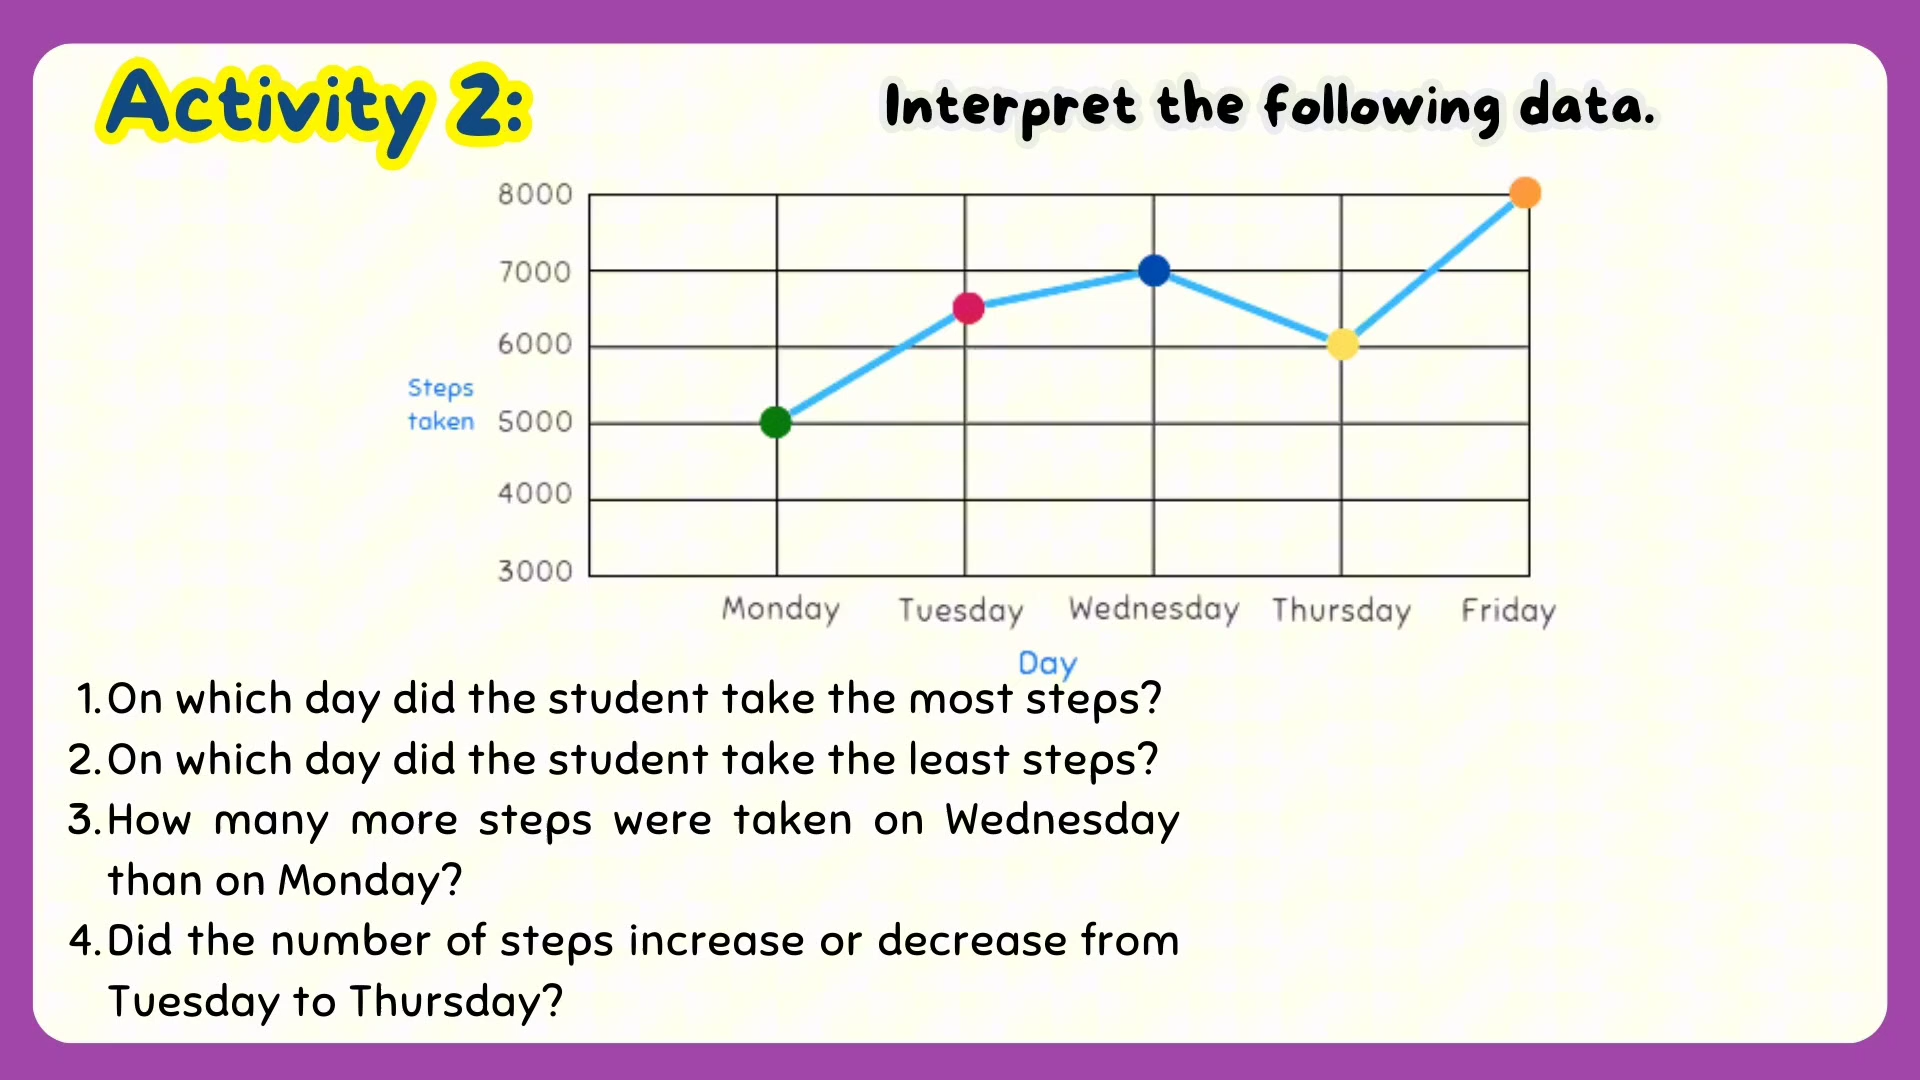 Activity 2:
Interpret the following data.
8000
7000
6000
Steps
taken
5000
4000
3000
Monday Tuesday Wednesday Thursday Friday
Day
1. On which day did the student take the most steps?
2. On which day did the student take the least steps?
3. How many more steps were taken on Wednesday
than on Monday?
4. Did the number of steps increase or decrease from
Tuesday to Thursday?